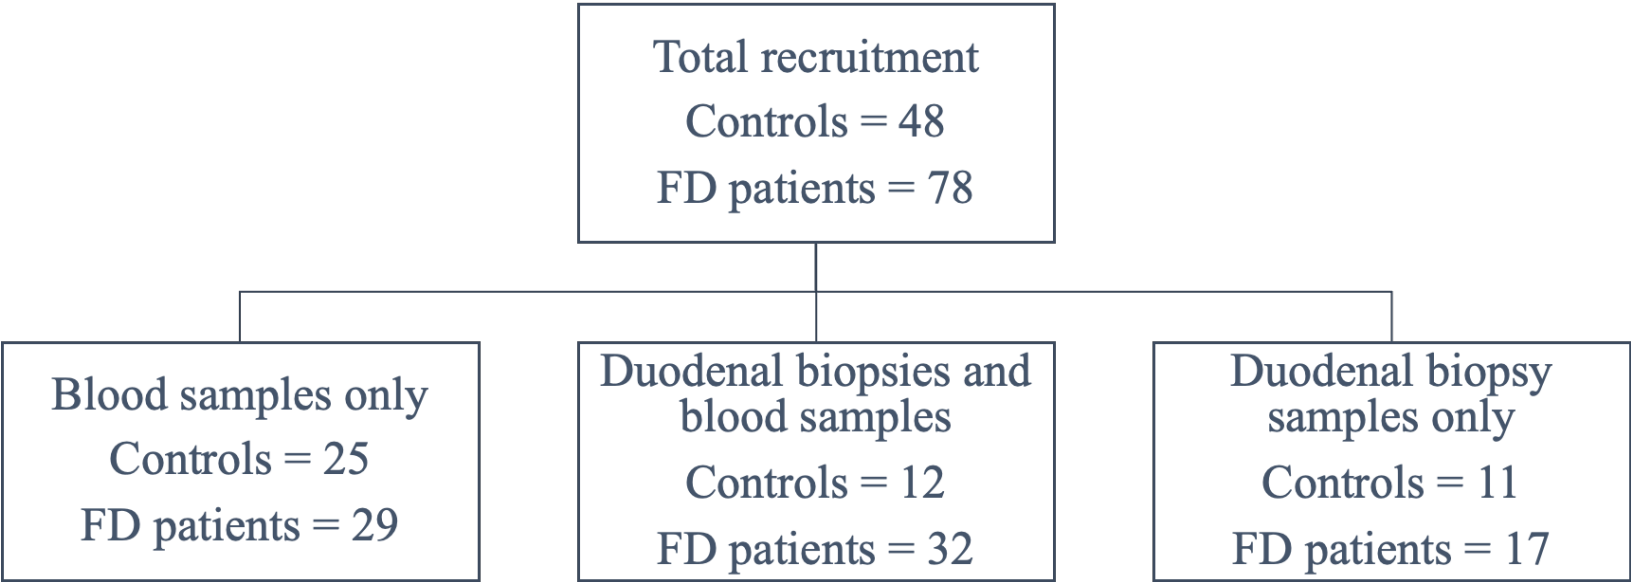 Total recruitment
Controls = 48
FD patients = 78
Blood samples only
Controls = 25
FD patients = 29
Duodenal biopsies and
blood samples
Controls = 12
FD patients = 32
Duodenal biopsy
samples only
Controls = 11
FD patients = 17